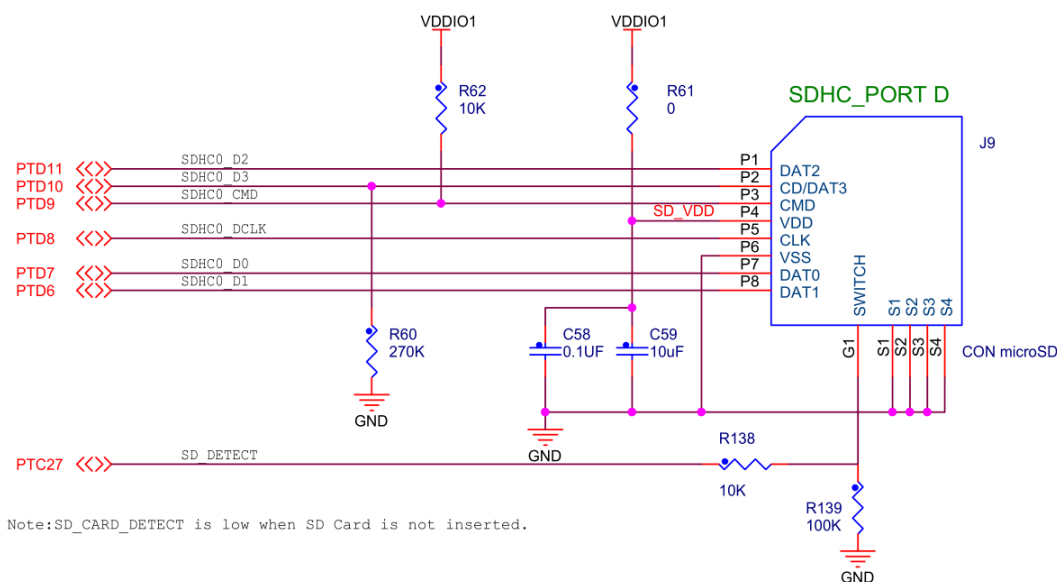 VDDIO1
VDDIO1
R62
10K
R61
0
SDHC_PORT D
J9
PTD11
SDHC0_D2
P1
DAT2
PTD10
SDHC0_D3
P2
CD/DAT3
PTD9
SDHC0_CMD
P3
CMD
SD_VDD
P4
VDD
PTD8
SDHC0_DCLK
P5
CLK
P6
VSS
PTD7
SDHC0_D0
P7
DAT0
PTD6
SDHC0_D1
P8
DAT1
SWITCH
S1
S2
S3
S4
G1
S1
S2
S3
S4
CON microSD
R60
270K
C58
0.1UF
C59
10uF
GND
GND
PTC27
SD_DETECT
R138
10K
R139
100K
GND
Note:SD_CARD_DETECT is low when SD Card is not inserted.